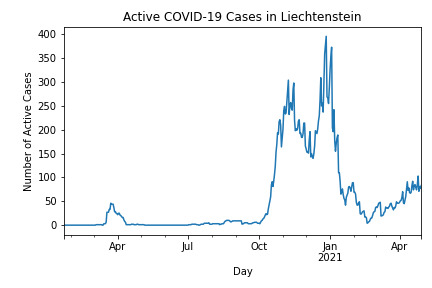 Active COVID-19 Cases in Liechtenstein
Number of Active Cases
400
350
300
250
200
150
100
50
0
Apr
Jul
Oct
Jan
2021
Apr
Day